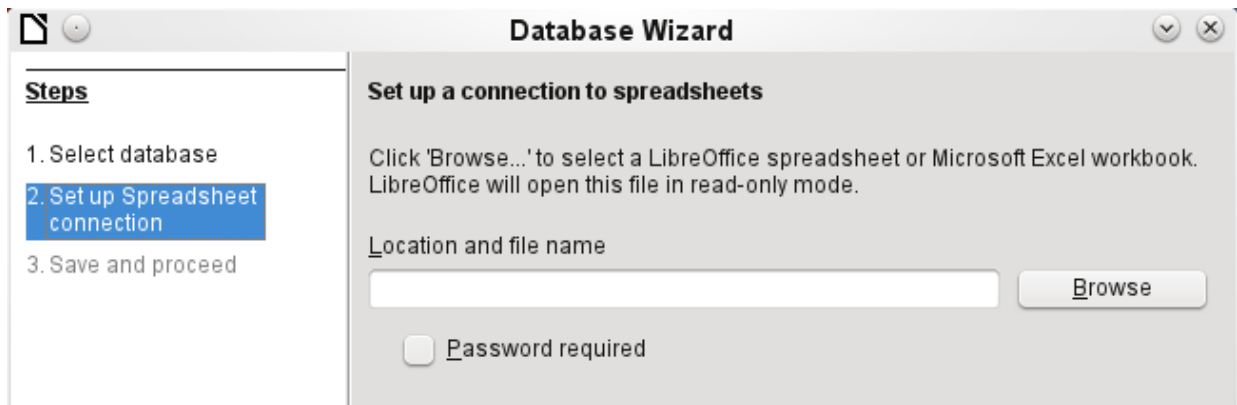 Database Wizard
Steps
1. Select database
2. Set up Spreadsheet
connection
3. Save and proceed
Set up a connection to spreadsheets
Click 'Browse...' to select a LibreOffice spreadsheet or Microsoft Excel workbook.
LibreOffice will open this file in read-only mode.
Location and file name
Browse
Password required